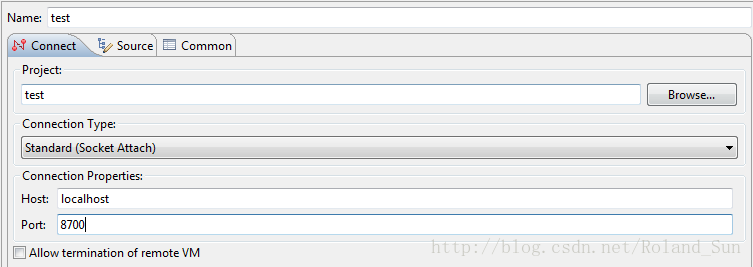 Name: test
Connect Source Common
Project:
test Browse...
Connection Type:
Standard (Socket Attach)
Connection Properties:
Host: localhost
Port: 8700
Allow termination of remote VM
http://blog.csdn.net/Roland_Sun